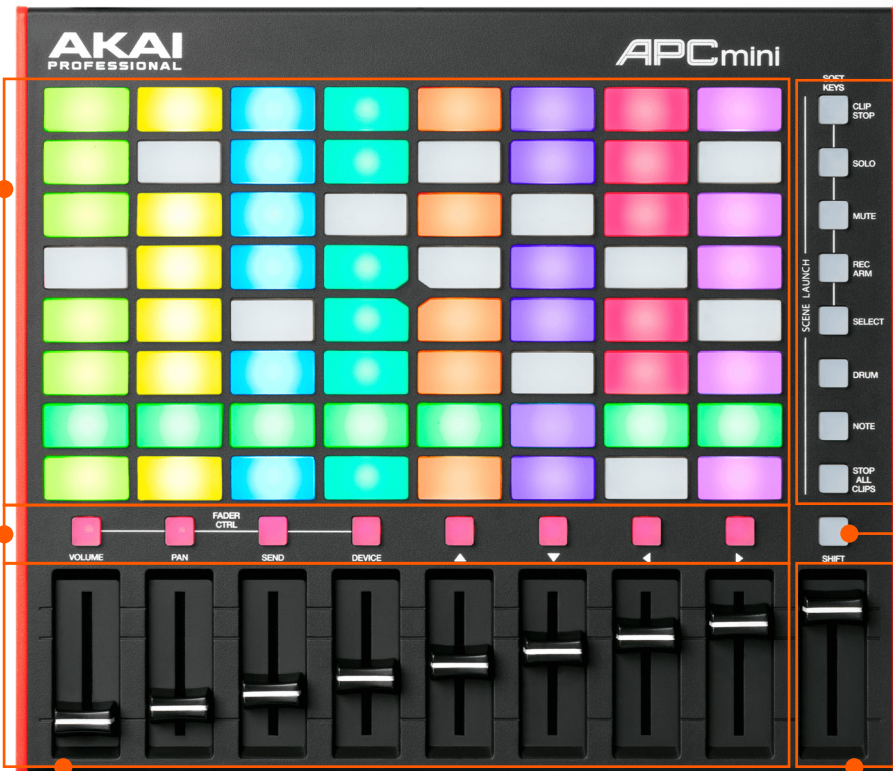 AKAI
PROFESSIONAL
APCmini
SOFT
KEYS
CLIP
STOP
SOLO
MUTE
REC
ARM
SELECT
DRUM
NOTE
STOP
ALL
CLIPS
SCENE LAUNCH
FADER
CTRL
VOLUME
PAN
SEND
DEVICE
SHIFT